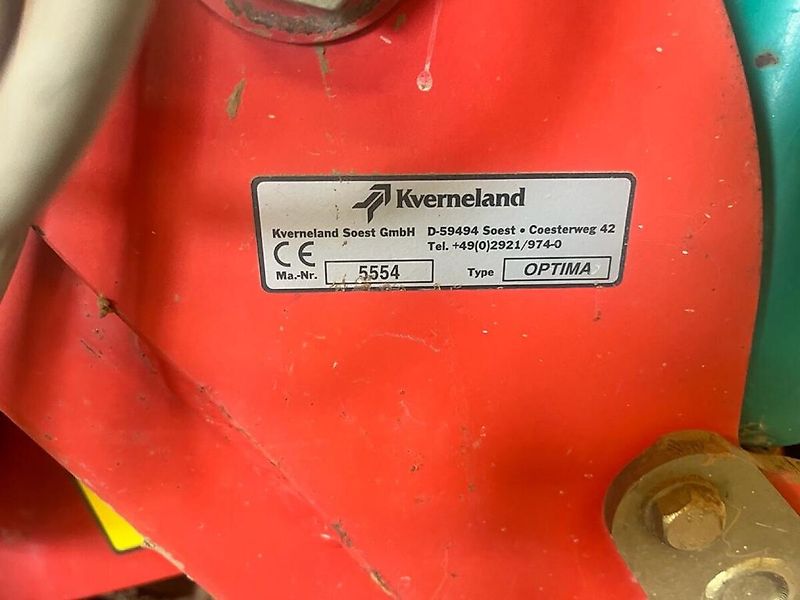 Kverneland
Kverneland Soest GmbH D-59494 Soest • Coesterweg 42
CE Tel. +49(0)2921/974-0
Ma.-Nr. 5554 Type OPTIMA